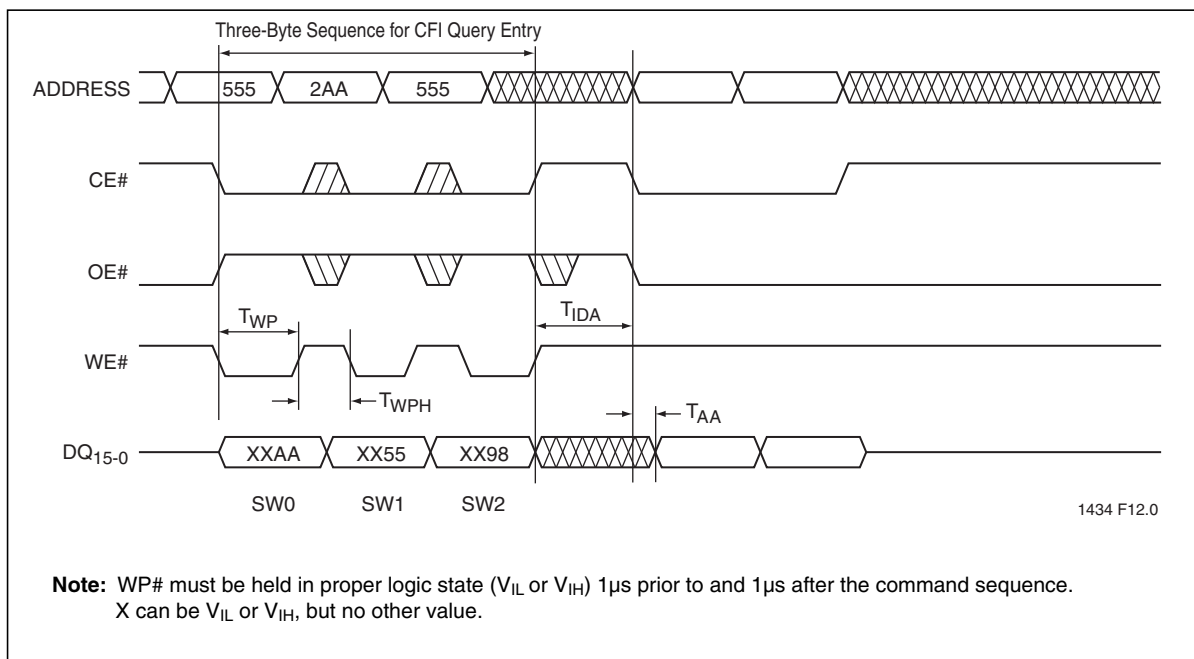 Three-Byte Sequence for CFI Query Entry
ADDRESS 555 2AA 555
CE#
OE#
TWP TIDA
WE#
TWPH
TAA
DQ15-0 XXAA XX55 XX98
SW0 SW1 SW2
1434 F12.0
Note: WP# must be held in proper logic state (VIL or VIH) 1µs prior to and 1µs after the command sequence.
X can be VIL or VIH, but no other value.